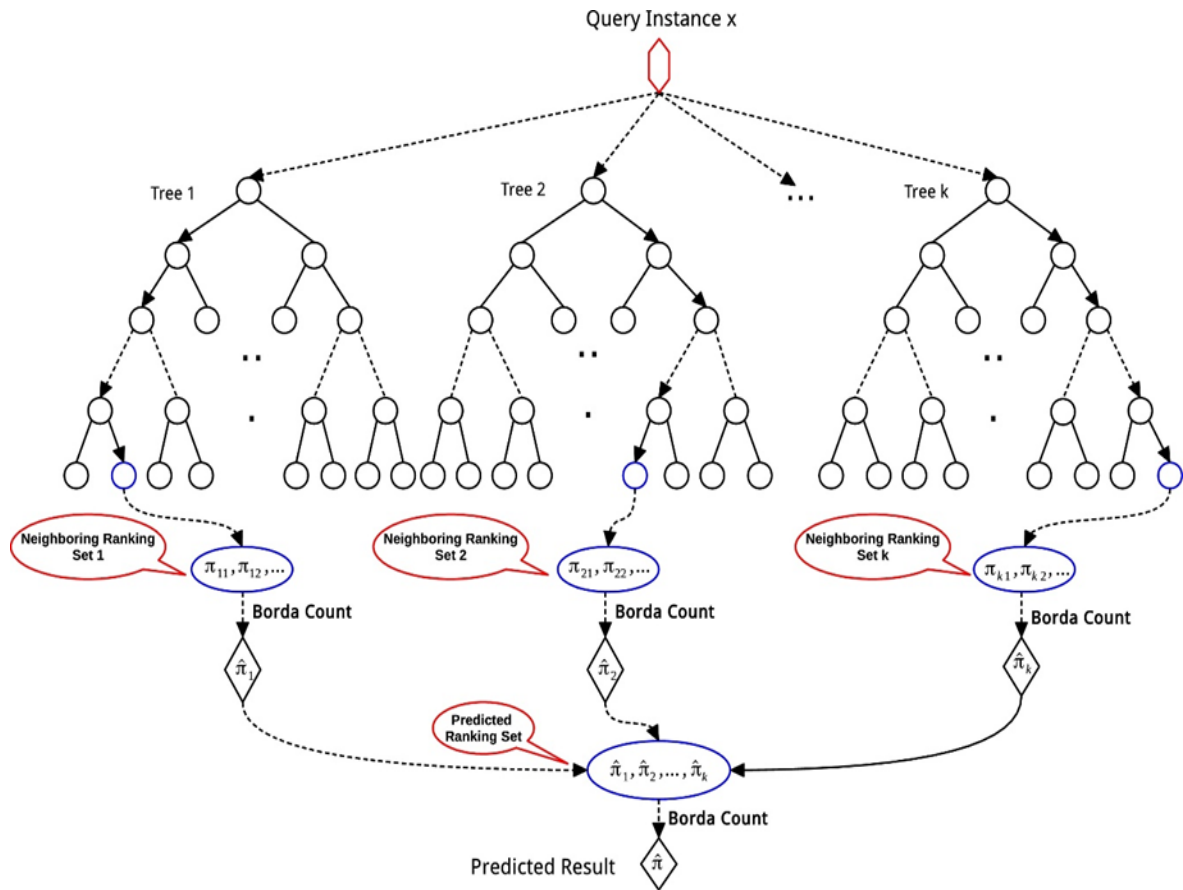 Query Instance x
Tree 1
Tree 2
...
Tree k
..
..
..
.
.
.
Neighboring Ranking
Set 1
π11, π12, ...
Neighboring Ranking
Set 2
π21, π22, ...
Neighboring Ranking
Set k
πk1, πk2, ...
Borda Count
Borda Count
Borda Count
π̂1
π̂2
π̂k
Predicted
Ranking Set
π̂1, π̂2, ..., π̂k
Borda Count
Predicted Result
π̂